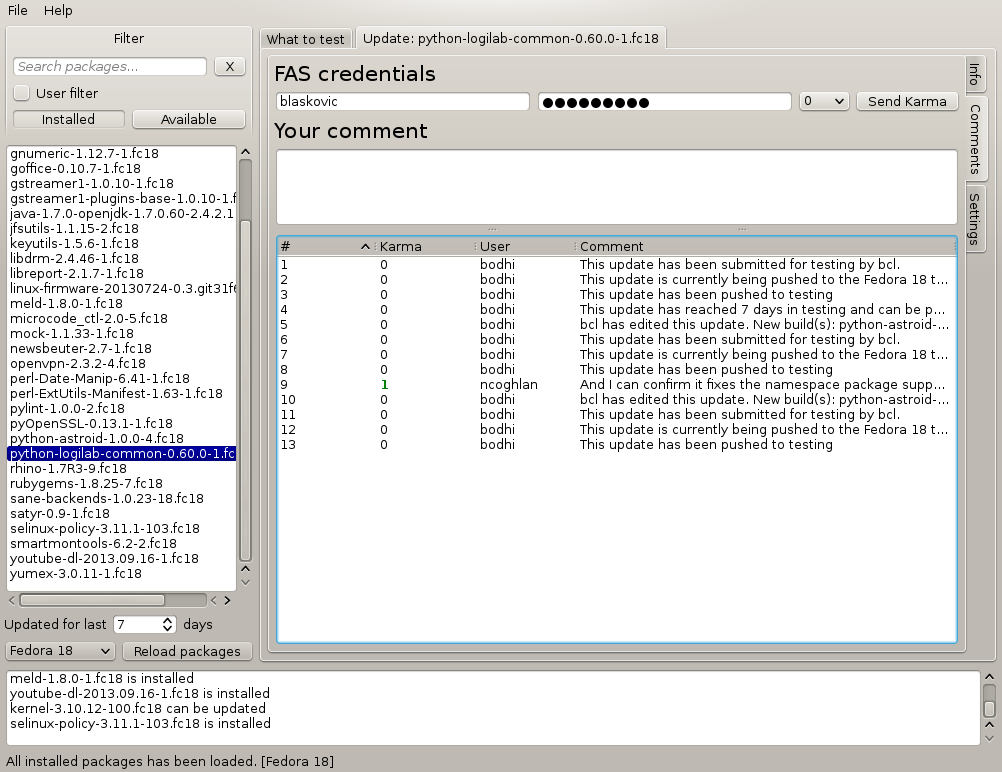 File Help
Filter
Search packages...
X
User filter
Installed
Available
gnumeric-1.12.7-1.fc18
goffice-0.10.7-1.fc18
gstreamer1-1.0.10-1.fc18
gstreamer1-plugins-base-1.0.10-1.f
java-1.7.0-openjdk-1.7.0.60-2.4.2.1
jfsutils-1.1.15-2.fc18
keyutils-1.5.6-1.fc18
libdrm-2.4.46-1.fc18
libreport-2.1.7-1.fc18
linux-firmware-20130724-0.3.git31f6
meld-1.8.0-1.fc18
microcode_ctl-2.0-5.fc18
mock-1.1.33-1.fc18
newsbeuter-2.7-1.fc18
openvpn-2.3.2-4.fc18
perl-Date-Manip-6.41-1.fc18
perl-ExtUtils-Manifest-1.63-1.fc18
pylint-1.0.0-2.fc18
pyOpenSSL-0.13.1-1.fc18
python-astroid-1.0.0-4.fc18
python-logilab-common-0.60.0-1.fc
rhino-1.7R3-9.fc18
rubygems-1.8.25-7.fc18
sane-backends-1.0.23-18.fc18
satyr-0.9-1.fc18
selinux-policy-3.11.1-103.fc18
smartmontools-6.2-2.fc18
youtube-dl-2013.09.16-1.fc18
yumex-3.0.11-1.fc18
Updated for last 7 days
Fedora 18
Reload packages
What to test
Update: python-logilab-common-0.60.0-1.fc18
FAS credentials
blaskovic ●●●●●●●●● 0 Send Karma
Your comment
# Karma User Comment
1 0 bodhi This update has been submitted for testing by bcl.
2 0 bodhi This update is currently being pushed to the Fedora 18 t...
3 0 bodhi This update has been pushed to testing
4 0 bodhi This update has reached 7 days in testing and can be p...
5 0 bodhi bcl has edited this update. New build(s): python-astroid-...
6 0 bodhi This update has been submitted for testing by bcl.
7 0 bodhi This update is currently being pushed to the Fedora 18 t...
8 0 bodhi This update has been pushed to testing
9 1 ncoghlan And I can confirm it fixes the namespace package supp...
10 0 bodhi bcl has edited this update. New build(s): python-astroid-...
11 0 bodhi This update has been submitted for testing by bcl.
12 0 bodhi This update is currently being pushed to the Fedora 18 t...
13 0 bodhi This update has been pushed to testing
Info
Comments
Settings
meld-1.8.0-1.fc18 is installed
youtube-dl-2013.09.16-1.fc18 is installed
kernel-3.10.12-100.fc18 can be updated
selinux-policy-3.11.1-103.fc18 is installed
All installed packages has been loaded. [Fedora 18]